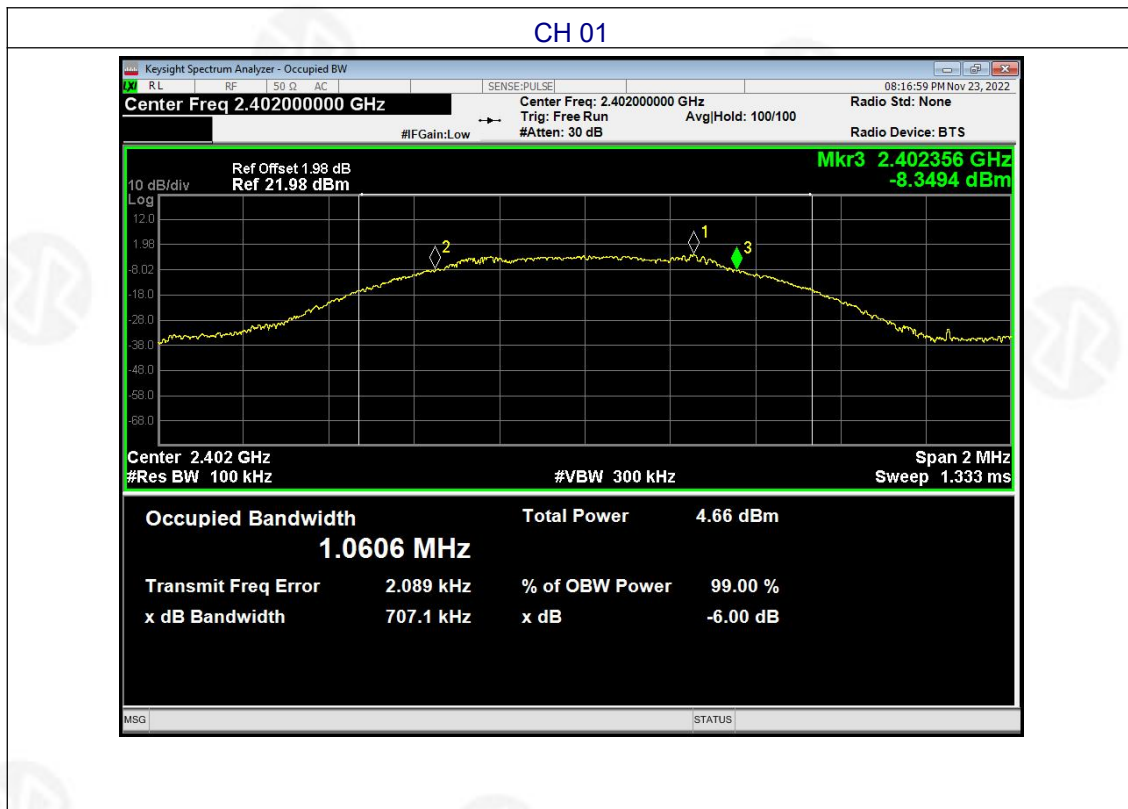 CH 01
Keysight Spectrum Analyzer - Occupied BW
LXI RL RF 50 Ω AC SENSE:PULSE 08:16:59 PM Nov 23, 2022
Center Freq 2.402000000 GHz Center Freq: 2.402000000 GHz Radio Std: None
Trig: Free Run Avg|Hold: 100/100
#IFGain:Low #Atten: 30 dB Radio Device: BTS
Mkr3 2.402356 GHz
Ref Offset 1.98 dB
10 dB/div Ref 21.98 dBm -8.3494 dBm
Log
12.0
1
1.98
2 3
-8.02
-18.0
-28.0
-38.0
-48.0
-58.0
-68.0
Center 2.402 GHz Span 2 MHz
#Res BW 100 kHz #VBW 300 kHz Sweep 1.333 ms
Occupied Bandwidth Total Power 4.66 dBm
1.0606 MHz
Transmit Freq Error 2.089 kHz % of OBW Power 99.00 %
x dB Bandwidth 707.1 kHz x dB -6.00 dB
MSG STATUS